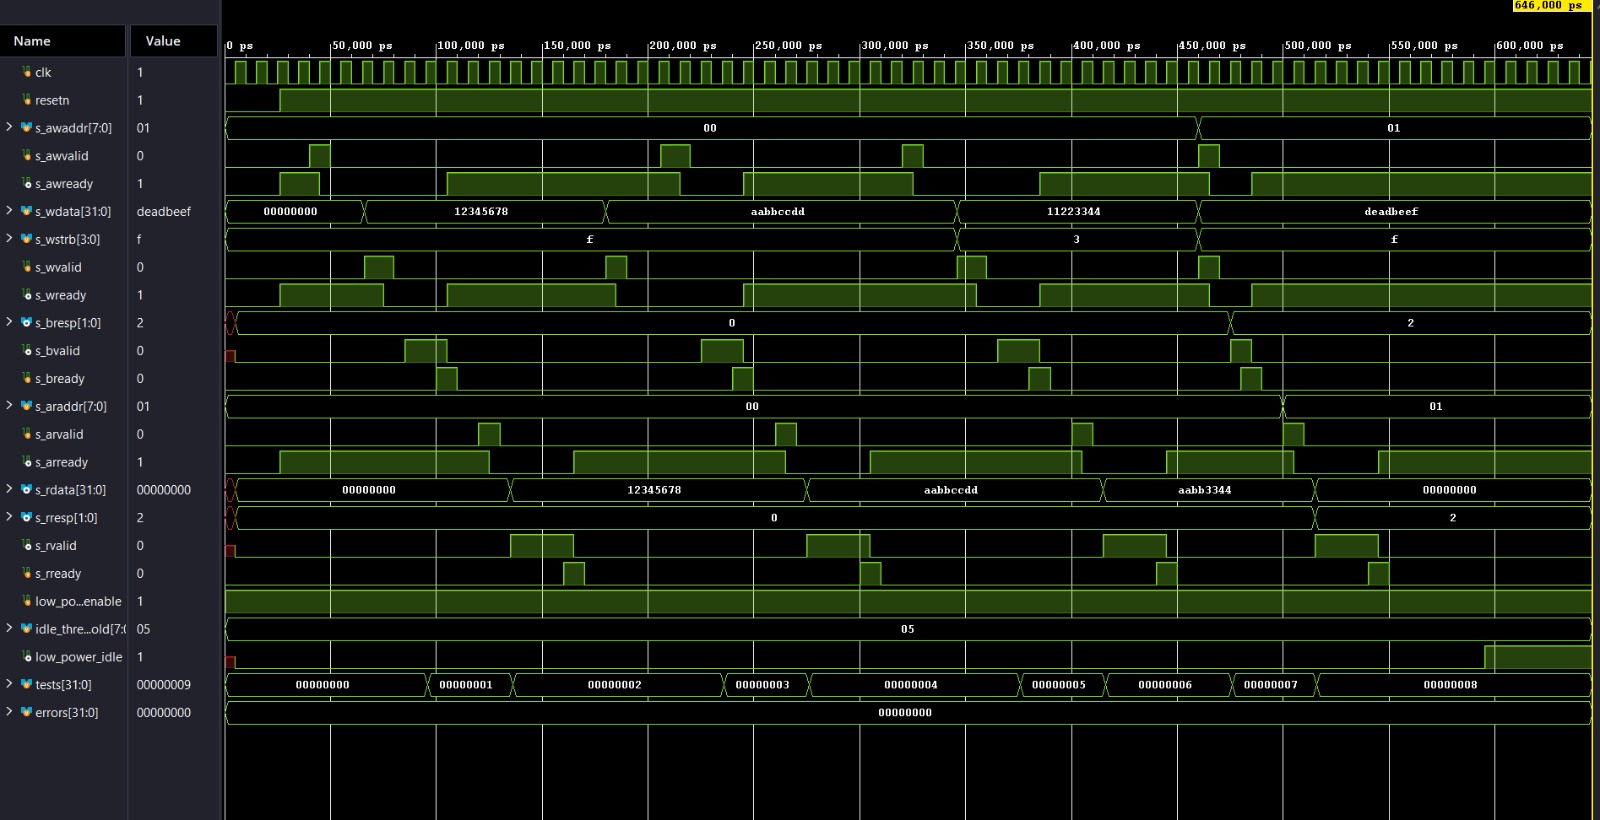 646,000 ps
Name Value
0 ps 50,000 ps 100,000 ps 150,000 ps 200,000 ps 250,000 ps 300,000 ps 350,000 ps 400,000 ps 450,000 ps 500,000 ps 550,000 ps 600,000 ps
clk 1
resetn 1
s_awaddr[7:0] 01 00 01
s_awvalid 0
s_awready 1
s_wdata[31:0] deadbeef 00000000 12345678 aabbccdd 11223344 deadbeef
s_wstrb[3:0] f f 3 f
s_wvalid 0
s_wready 1
s_bresp[1:0] 2 0 2
s_bvalid 0
s_bready 0
s_araddr[7:0] 01 00 01
s_arvalid 0
s_arready 1
s_rdata[31:0] 00000000 00000000 12345678 aabbccdd aabb3344 00000000
s_rresp[1:0] 2 0 2
s_rvalid 0
s_rready 0
low_po...enable 1
idle_thre...old[7:0 05 05
low_power_idle 1
tests[31:0] 00000009 00000000 00000001 00000002 00000003 00000004 00000005 00000006 00000007 00000008
errors[31:0] 00000000 00000000